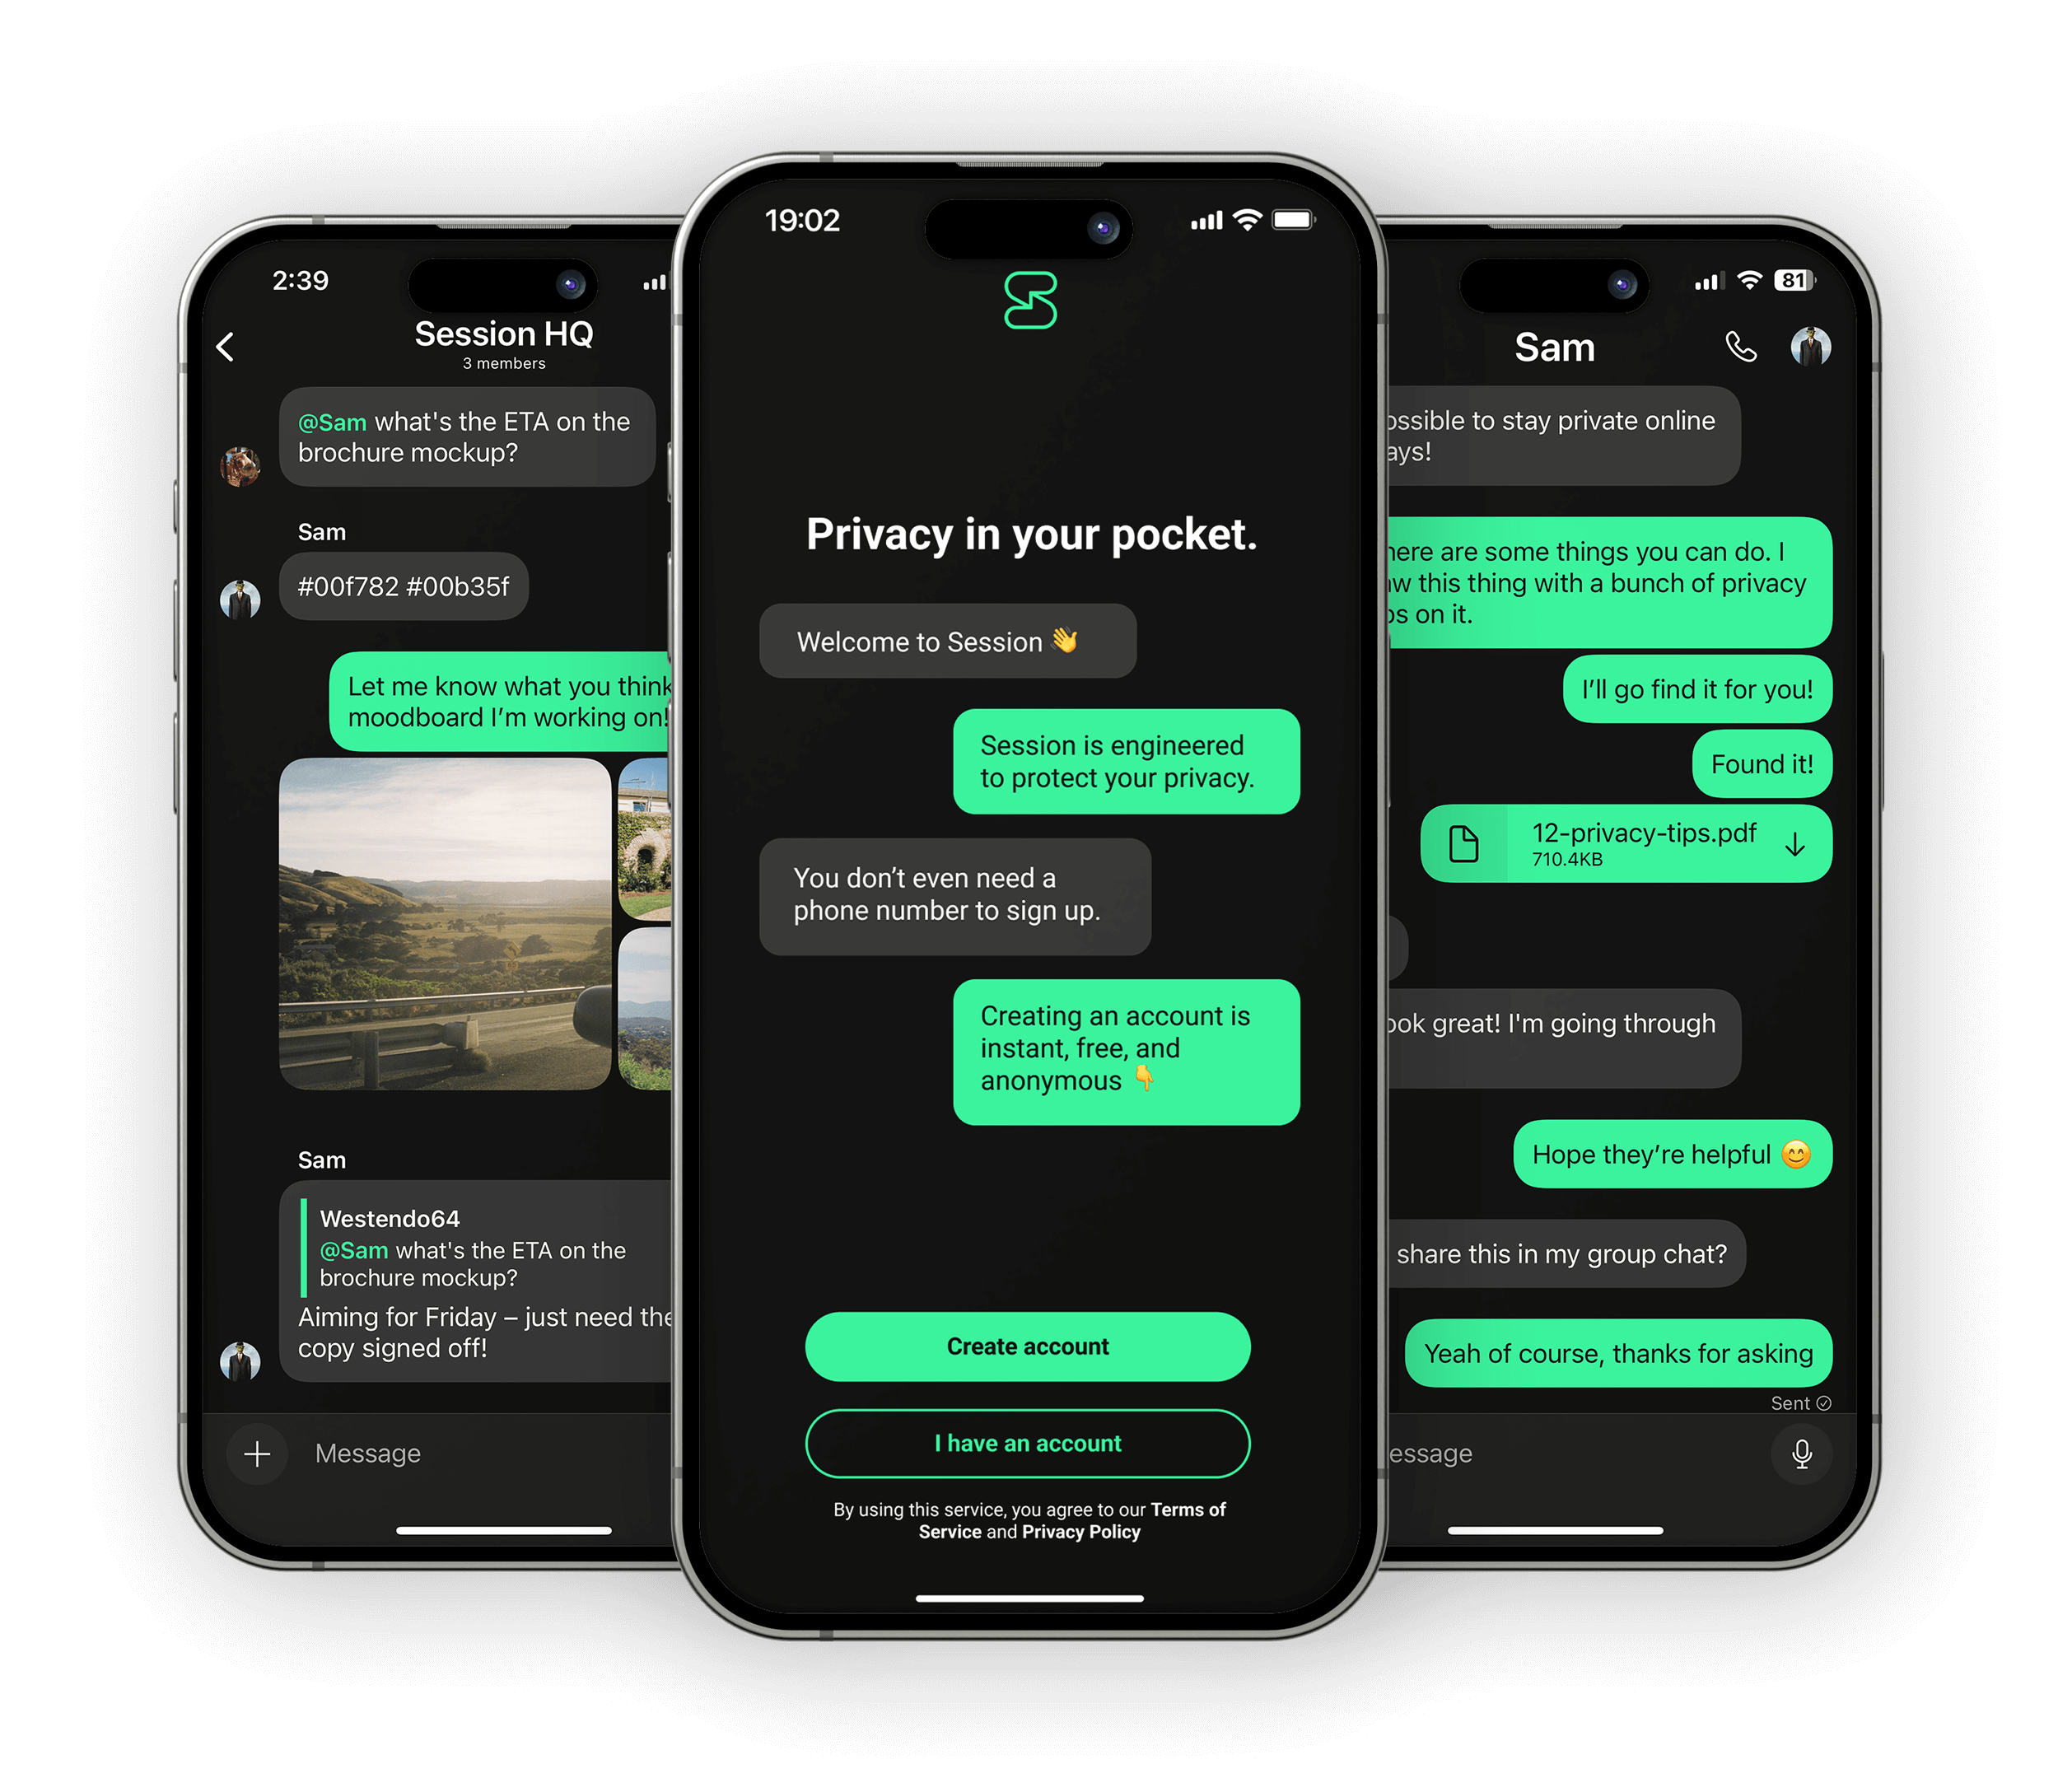 2:39
Session HQ
3 members
@Sam what's the ETA on the
brochure mockup?
Sam
#00f782 #00b35f
Let me know what you think
moodboard I'm working on!
Sam
Westendo64
@Sam what's the ETA on the
brochure mockup?
Aiming for Friday – just need the
copy signed off!
Message
19:02
Privacy in your pocket.
Welcome to Session 👋
Session is engineered
to protect your privacy.
You don’t even need a
phone number to sign up.
Creating an account is
instant, free, and
anonymous 👇
Create account
I have an account
By using this service, you agree to our Terms of
Service and Privacy Policy
81
Sam
to stay private online
are some things you can do. I
this thing with a bunch of privacy
on it.
I’ll go find it for you!
Found it!
12-privacy-tips.pdf
710.4KB
great! I'm going through
Hope they’re helpful 😊
share this in my group chat?
Yeah of course, thanks for asking
Sent